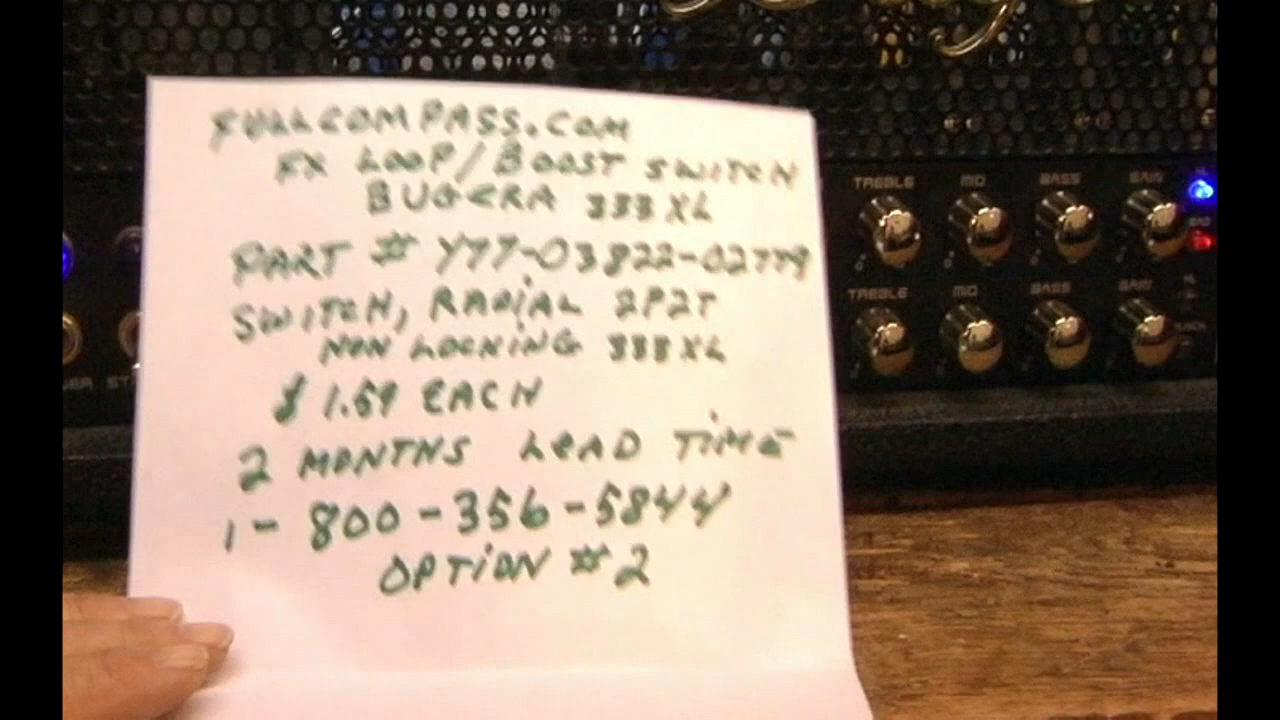 FULLCOMPASS.COM
FX LOOP/BOOST SWITCH
BUGERA 333 XL
PART # Y77-03822-02779
SWITCH, RADIAL 2P2T
NON LOCKING 333 XL
$ 1.59 EACH
2 MONTHS LEAD TIME
1-800-356-5844
OPTION #2
TREBLE MID BASS GAIN
TREBLE MID BASS GAIN